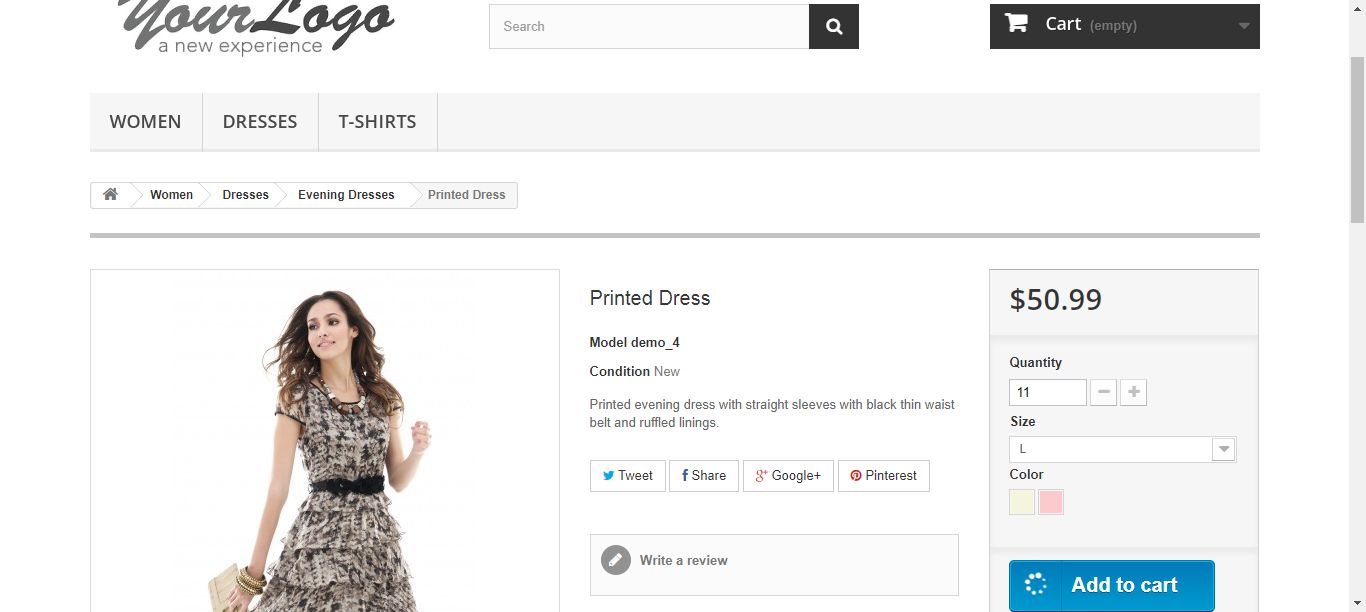 YourLogo
a new experience
Search
Cart (empty)
WOMEN DRESSES T-SHIRTS
Women Dresses Evening Dresses Printed Dress
Printed Dress
Model demo_4
Condition New
Printed evening dress with straight sleeves with black thin waist
belt and ruffled linings.
Tweet Share Google+ Pinterest
Write a review
$50.99
Quantity
11
Size
L
Color
Add to cart